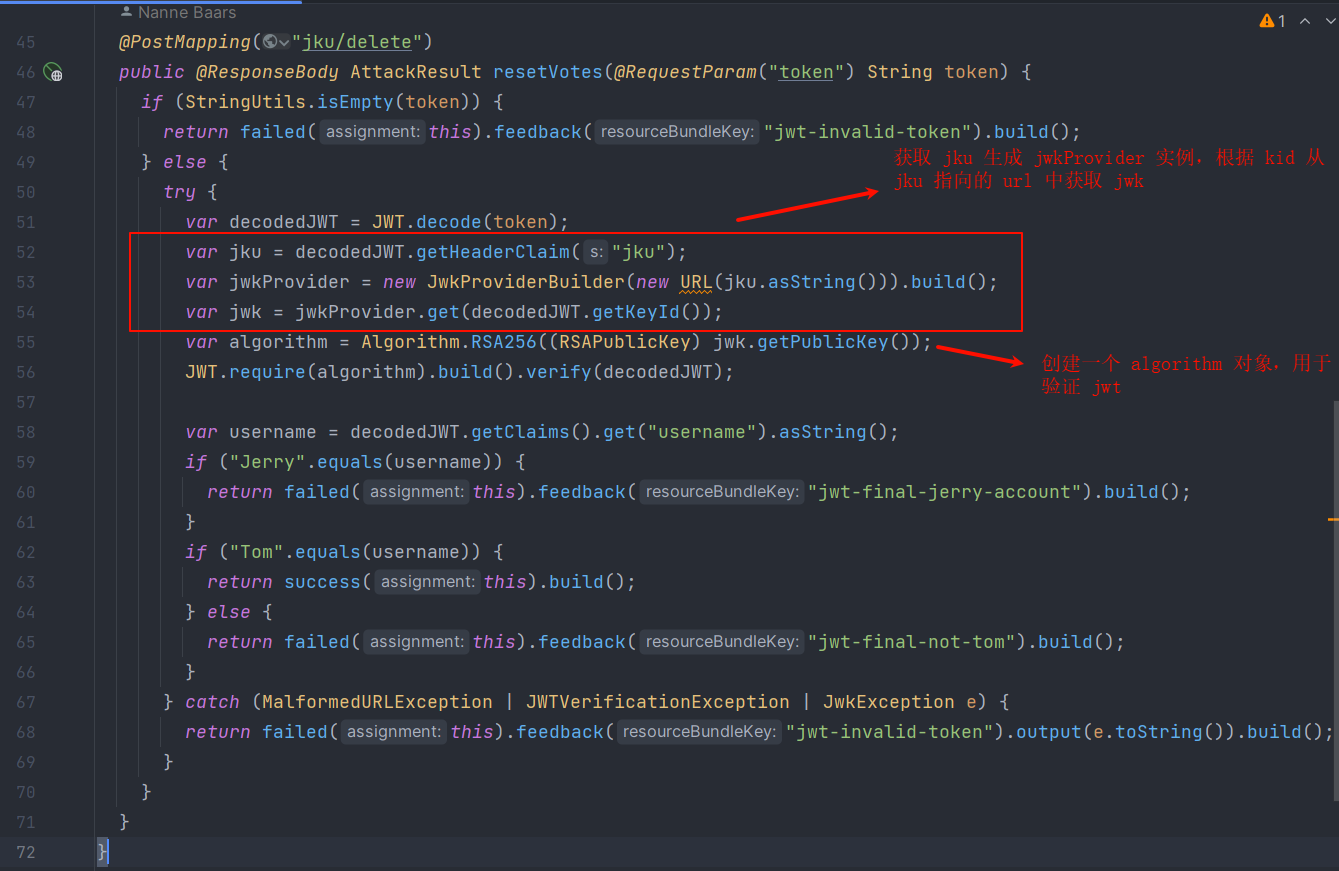 Nanne Baars
1
45 @PostMapping("jku/delete")
46 public @ResponseBody AttackResult resetVotes(@RequestParam("token") String token) {
47 if (StringUtils.isEmpty(token)) {
48 return failed( assignment: this).feedback( resourceBundleKey: "jwt-invalid-token").build();
49 } else {
获取 jku 生成 jwkProvider 实例，根据 kid 从
jku 指向的 url 中获取 jwk
50 try {
51 var decodedJWT = JWT.decode(token);
52 var jku = decodedJWT.getHeaderClaim( s: "jku");
53 var jwkProvider = new JwkProviderBuilder(new URL(jku.asString())).build();
54 var jwk = jwkProvider.get(decodedJWT.getKeyId());
55 var algorithm = Algorithm.RSA256((RSAPublicKey) jwk.getPublicKey());
创建一个 algorithm 对象，用于
验证 jwt
56 JWT.require(algorithm).build().verify(decodedJWT);
57
58 var username = decodedJWT.getClaims().get("username").asString();
59 if ("Jerry".equals(username)) {
60 return failed( assignment: this).feedback( resourceBundleKey: "jwt-final-jerry-account").build();
61 }
62 if ("Tom".equals(username)) {
63 return success( assignment: this).build();
64 } else {
65 return failed( assignment: this).feedback( resourceBundleKey: "jwt-final-not-tom").build();
66 }
67 } catch (MalformedURLException | JWTVerificationException | JwkException e) {
68 return failed( assignment: this).feedback( resourceBundleKey: "jwt-invalid-token").output(e.toString()).build();
69 }
70 }
71 }
72 }